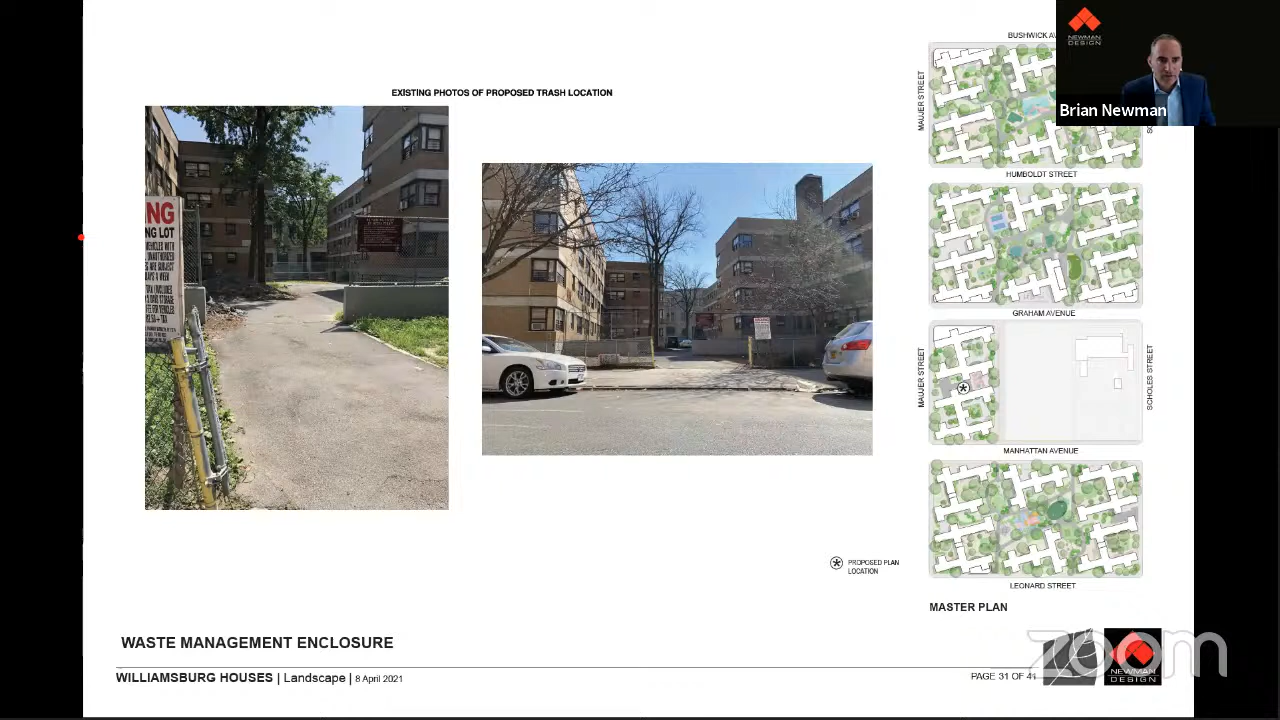 BUSHWICK AV
NEWMAN
DESIGN
Brian Newman
EXISTING PHOTOS OF PROPOSED TRASH LOCATION
MAUJER STREET
HUMBOLDT STREET
NG
NG LOT
GRAHAM AVENUE
MAUJER STREET
SCHOLES STREET
MANHATTAN AVENUE
PROPOSED PLAN
LOCATION
LEONARD STREET
MASTER PLAN
WASTE MANAGEMENT ENCLOSURE
WILLIAMSBURG HOUSES | Landscape | 8 April 2021
PAGE 31 OF 41
zoom
NEWMAN
DESIGN